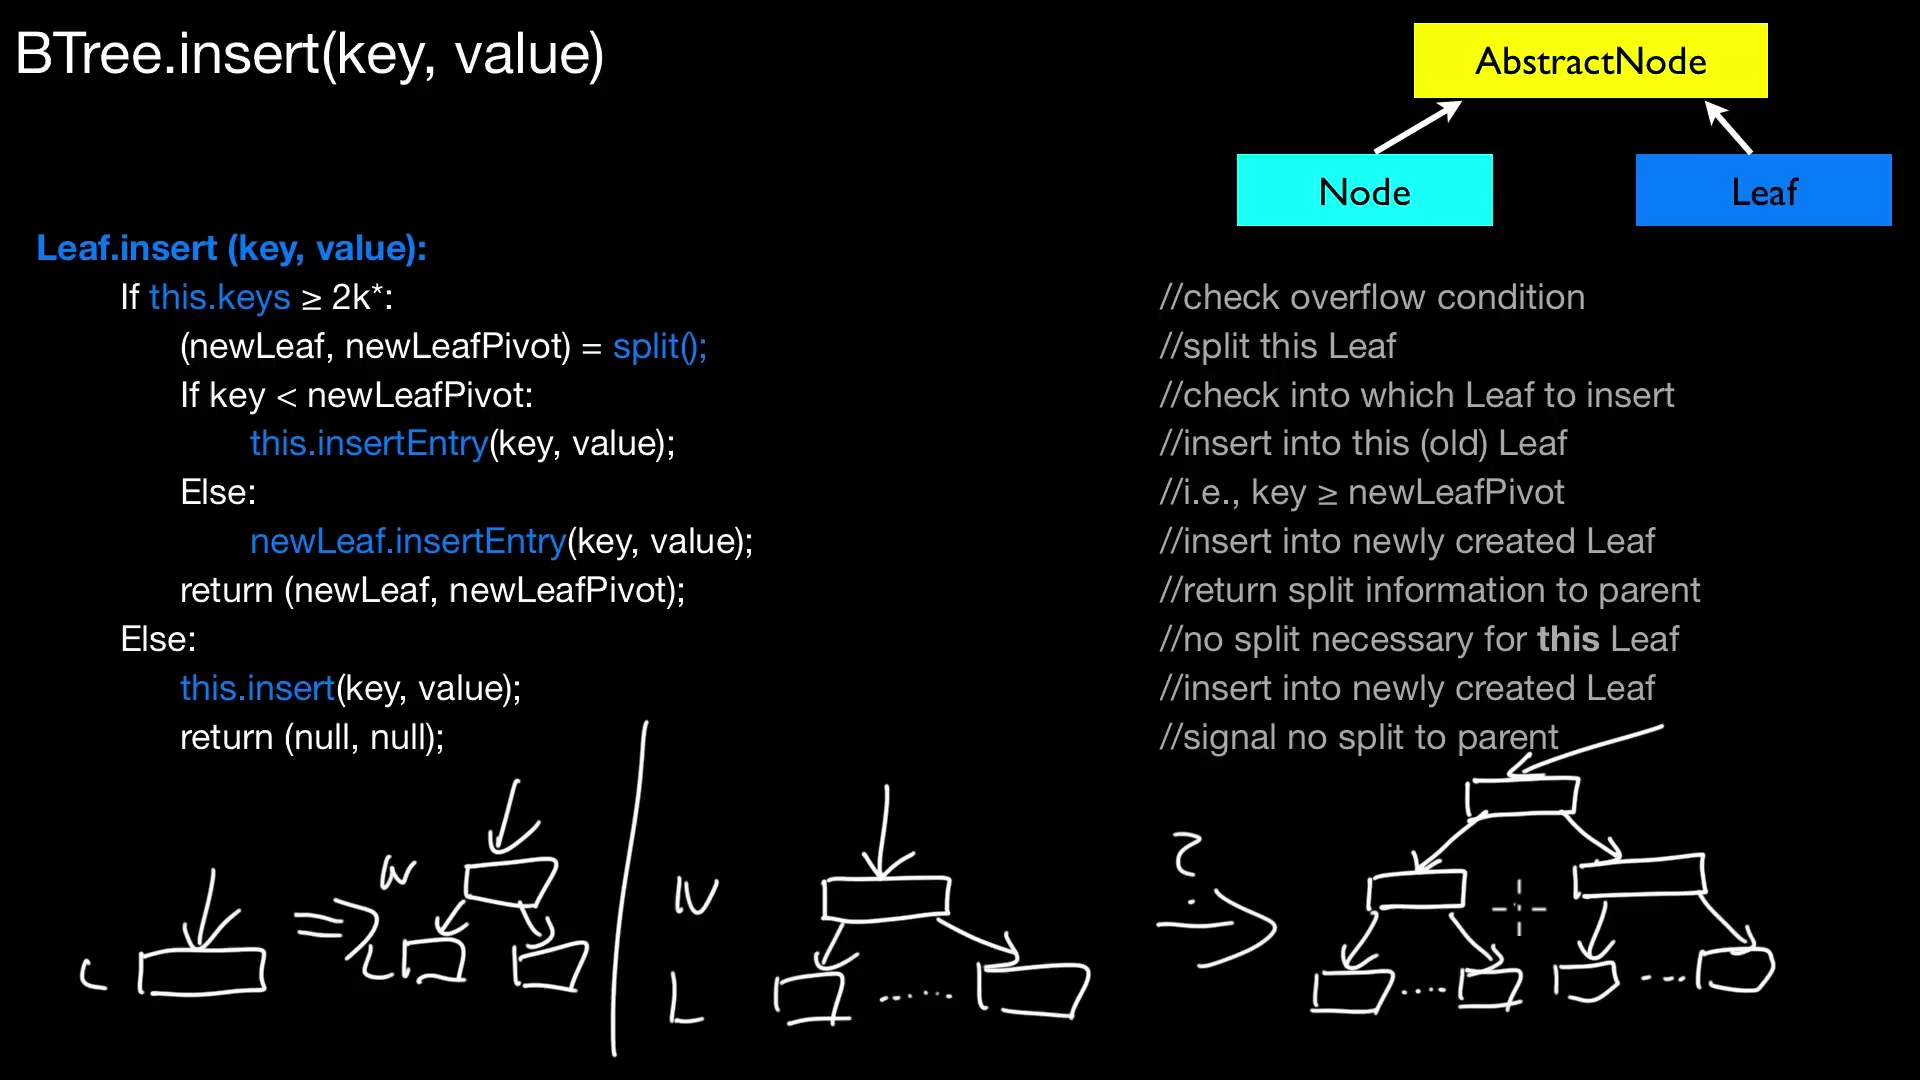 BTree.insert(key, value)
AbstractNode
Node
Leaf
Leaf.insert (key, value):
If this.keys ≥ 2k*: //check overflow condition
(newLeaf, newLeafPivot) = split(); //split this Leaf
If key < newLeafPivot: //check into which Leaf to insert
this.insertEntry(key, value); //insert into this (old) Leaf
Else: //i.e., key ≥ newLeafPivot
newLeaf.insertEntry(key, value); //insert into newly created Leaf
return (newLeaf, newLeafPivot); //return split information to parent
Else: //no split necessary for this Leaf
this.insert(key, value); //insert into newly created Leaf
return (null, null); //signal no split to parent
N
L
?